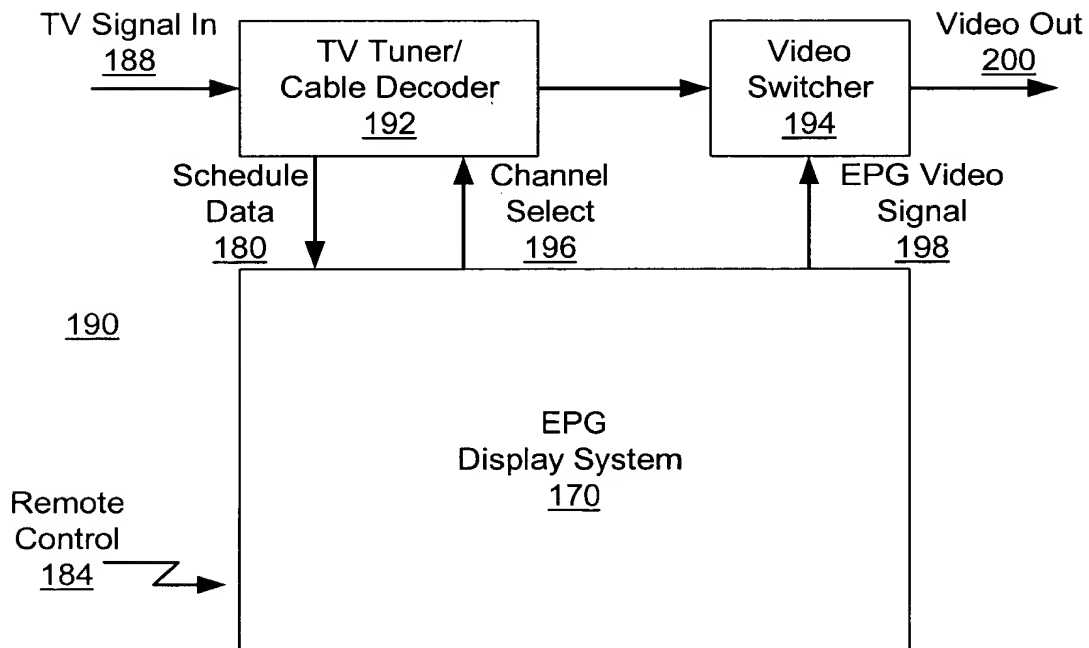 TV Signal In
188
TV Tuner/
Cable Decoder
192
Video
Switcher
194
Video Out
200
Schedule
Data
180
Channel
Select
196
EPG Video
Signal
198
190
EPG
Display System
170
Remote
Control
184